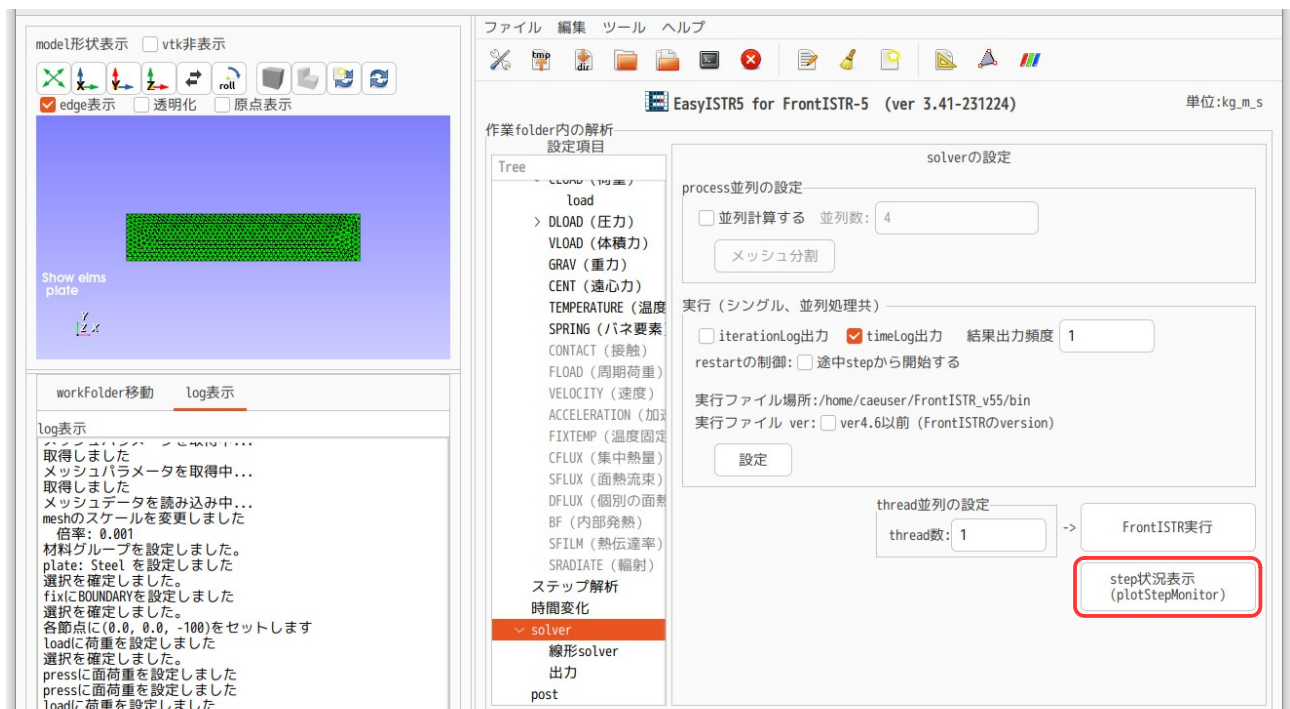 model形状表示 vtk非表示
roll
edge表示 透明化 原点表示
Show elms
plate
Y
Z X
workFolder移動 log表示
log表示
取得しました
メッシュパラメータを取得中...
取得しました
メッシュデータを読み込み中...
meshのスケールを変更しました
倍率: 0.001
材料グループを設定しました。
plate: Steel を設定しました
選択を確定しました。
fixにBOUNDARYを設定しました
選択を確定しました。
各節点に(0.0, 0.0, -100)をセットします
loadに荷重を設定しました
選択を確定しました。
pressに面荷重を設定しました
pressに面荷重を設定しました
loadに荷重を設定しました
ファイル 編集 ツール ヘルプ
tmp
dir
EasyISTR5 for FrontISTR-5 (ver 3.41-231224) 単位:kg_m_s
作業folder内の解析
設定項目
Tree
CLOAD (荷重)
load
DLOAD (圧力)
VLOAD (体積力)
GRAV (重力)
CENT (遠心力)
TEMPERATURE (温度
SPRING (バネ要素
CONTACT (接触)
FLOAD (周期荷重)
VELOCITY (速度)
ACCELERATION (加速
FIXTEMP (温度固定
CFLUX (集中熱量)
SFLUX (面熱流束)
DFLUX (個別の面熱
BF (内部発熱)
SFILM (熱伝達率)
SRADIATE (輻射)
ステップ解析
時間変化
solver
線形solver
出力
post
solverの設定
process並列の設定
並列計算する 並列数: 4
メッシュ分割
実行 (シングル、並列処理共)
iterationLog出力 timeLog出力 結果出力頻度 1
restartの制御: 途中stepから開始する
実行ファイル場所:/home/caeuser/FrontISTR_v55/bin
実行ファイル ver: ver4.6以前 (FrontISTRのversion)
設定
thread並列の設定
thread数: 1
-> FrontISTR実行
step状況表示
(plotStepMonitor)